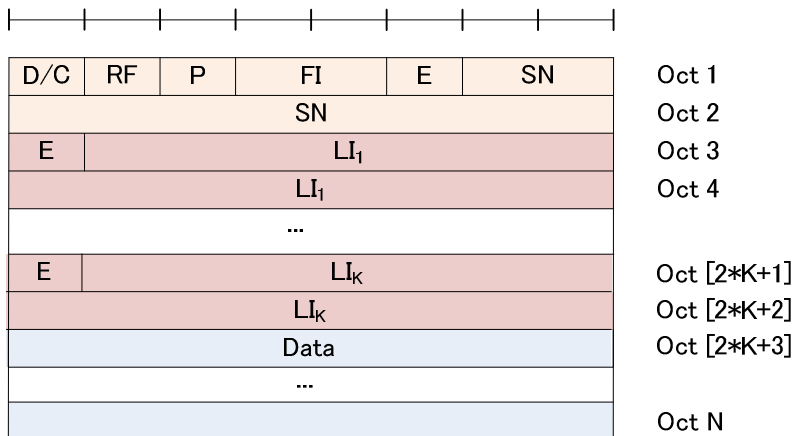 D/C RF P FI E SN Oct 1
SN Oct 2
E LI₁ Oct 3
LI₁ Oct 4
...
E LIK Oct [2*K+1]
LIK Oct [2*K+2]
Data Oct [2*K+3]
...
Oct N